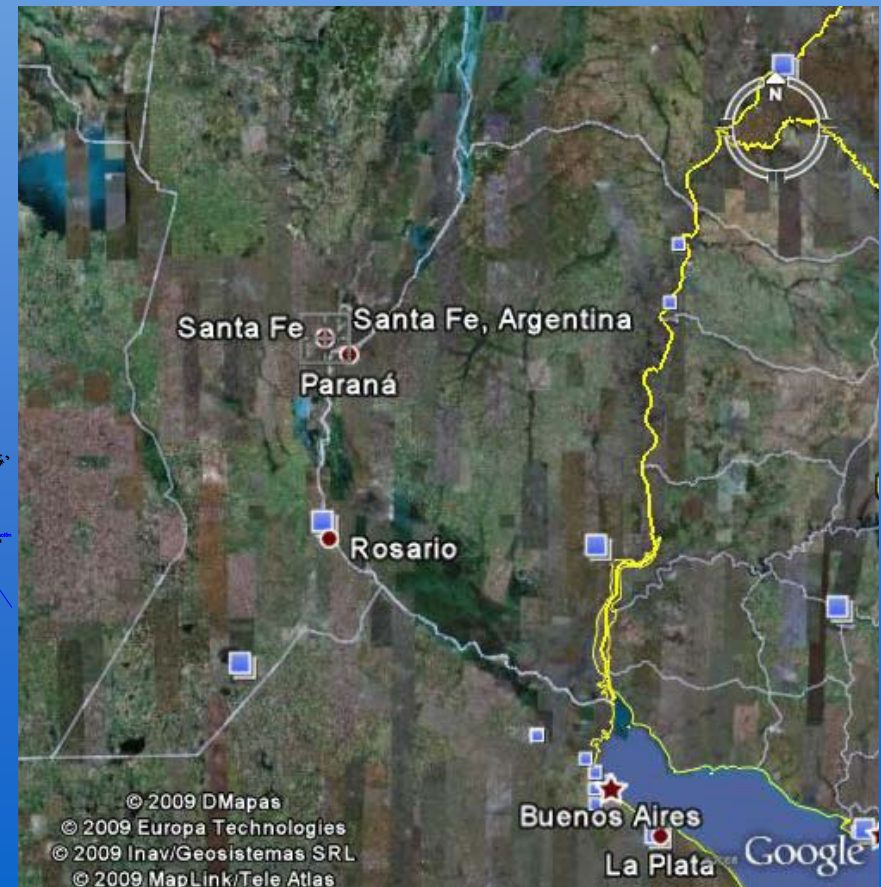 N
Santa Fe
Santa Fe, Argentina
Paraná
Rosario
© 2009 DMapas
© 2009 Europa Technologies
© 2009 Inav/Geosistemas SRL
© 2009 MapLink/Tele Atlas
Buenos Aires
La Plata
Google